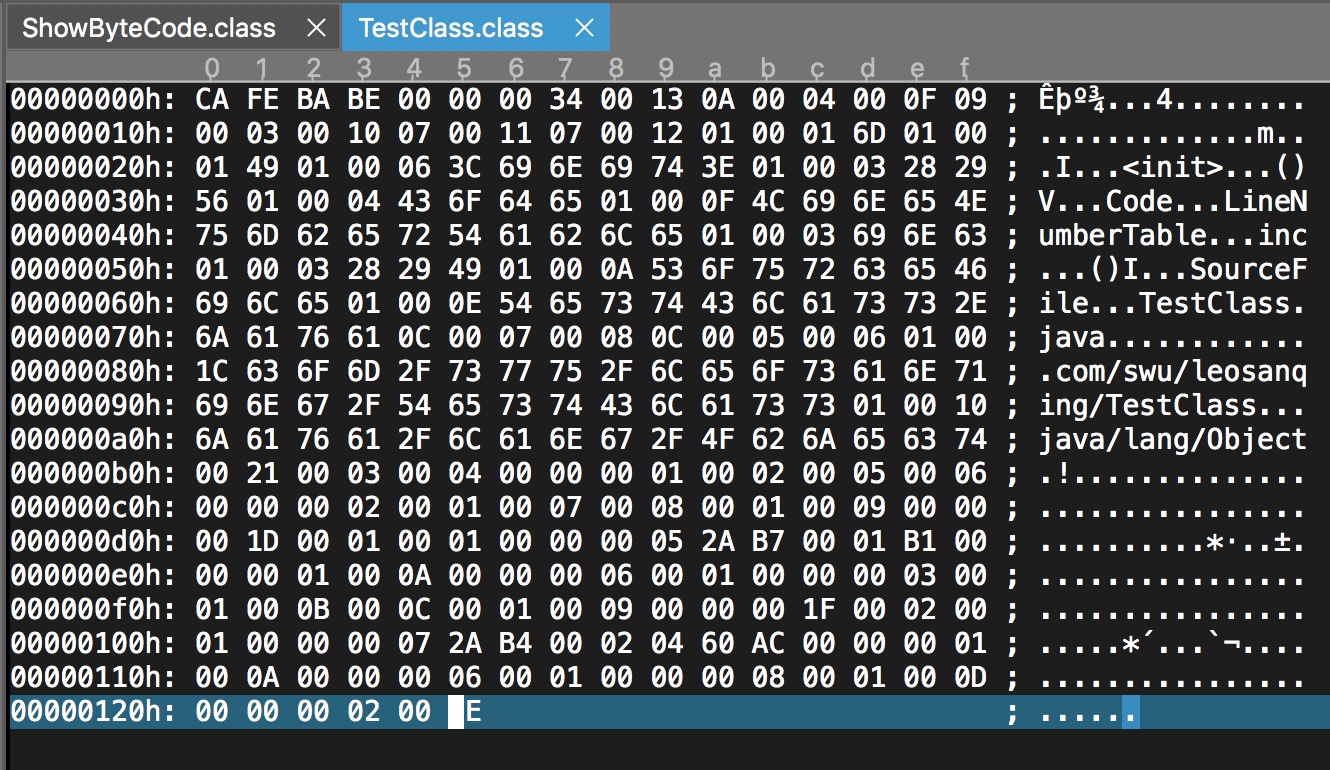 ShowByteCode.class × TestClass.class ×
0 1 2 3 4 5 6 7 8 9 a b c d e f
00000000h: CA FE BA BE 00 00 00 34 00 13 0A 00 04 00 0F 09 ; Êþº¾...4........
00000010h: 00 03 00 10 07 00 11 07 00 12 01 00 01 6D 01 00 ; .............m..
00000020h: 01 49 01 00 06 3C 69 6E 69 74 3E 01 00 03 28 29 ; .I...<init>...()
00000030h: 56 01 00 04 43 6F 64 65 01 00 0F 4C 69 6E 65 4E ; V...Code...LineN
00000040h: 75 6D 62 65 72 54 61 62 6C 65 01 00 03 69 6E 63 ; umberTable...inc
00000050h: 01 00 03 28 29 49 01 00 0A 53 6F 75 72 63 65 46 ; ...()I...SourceF
00000060h: 69 6C 65 01 00 0E 54 65 73 74 43 6C 61 73 73 2E ; ile...TestClass.
00000070h: 6A 61 76 61 0C 00 07 00 08 0C 00 05 00 06 01 00 ; java............
00000080h: 1C 63 6F 6D 2F 73 77 75 2F 6C 65 6F 73 61 6E 71 ; .com/swu/leosanq
00000090h: 69 6E 67 2F 54 65 73 74 43 6C 61 73 73 01 00 10 ; ing/TestClass...
000000a0h: 6A 61 76 61 2F 6C 61 6E 67 2F 4F 62 6A 65 63 74 ; java/lang/Object
000000b0h: 00 21 00 03 00 04 00 00 00 01 00 02 00 05 00 06 ; .!..............
000000c0h: 00 00 00 02 00 01 00 07 00 08 00 01 00 09 00 00 ; ................
000000d0h: 00 1D 00 01 00 01 00 00 00 05 2A B7 00 01 B1 00 ; ..........*·..±.
000000e0h: 00 00 01 00 0A 00 00 00 06 00 01 00 00 00 03 00 ; ................
000000f0h: 01 00 0B 00 0C 00 01 00 09 00 00 00 1F 00 02 00 ; ................
00000100h: 01 00 00 00 07 2A B4 00 02 04 60 AC 00 00 00 01 ; .....*´...`¬....
00000110h: 00 0A 00 00 00 06 00 01 00 00 00 08 00 01 00 0D ; ................
00000120h: 00 00 00 02 00 E ; ......